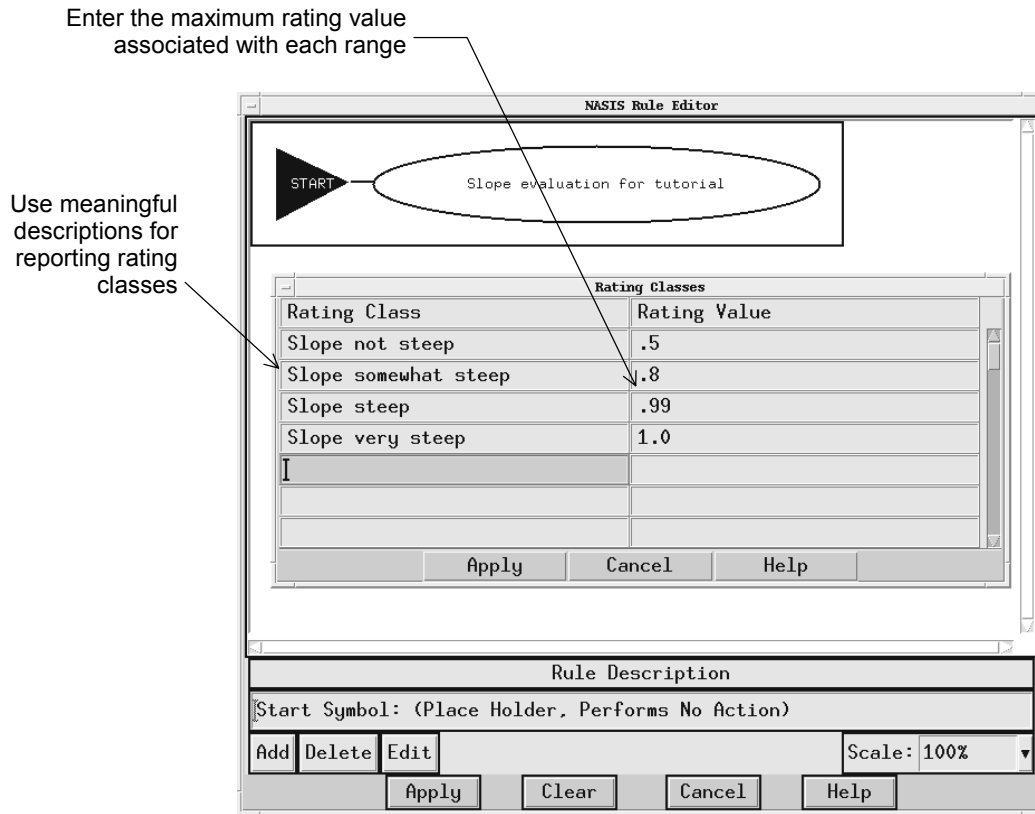 Enter the maximum rating value
associated with each range
NASIS Rule Editor
START
Slope evaluation for tutorial
Use meaningful
descriptions for
reporting rating
classes
Rating Classes
Rating Class Rating Value
Slope not steep .5
Slope somewhat steep .8
Slope steep .99
Slope very steep 1.0
Apply Cancel Help
Rule Description
Start Symbol: (Place Holder, Performs No Action)
Add Delete Edit Scale: 100%
Apply Clear Cancel Help